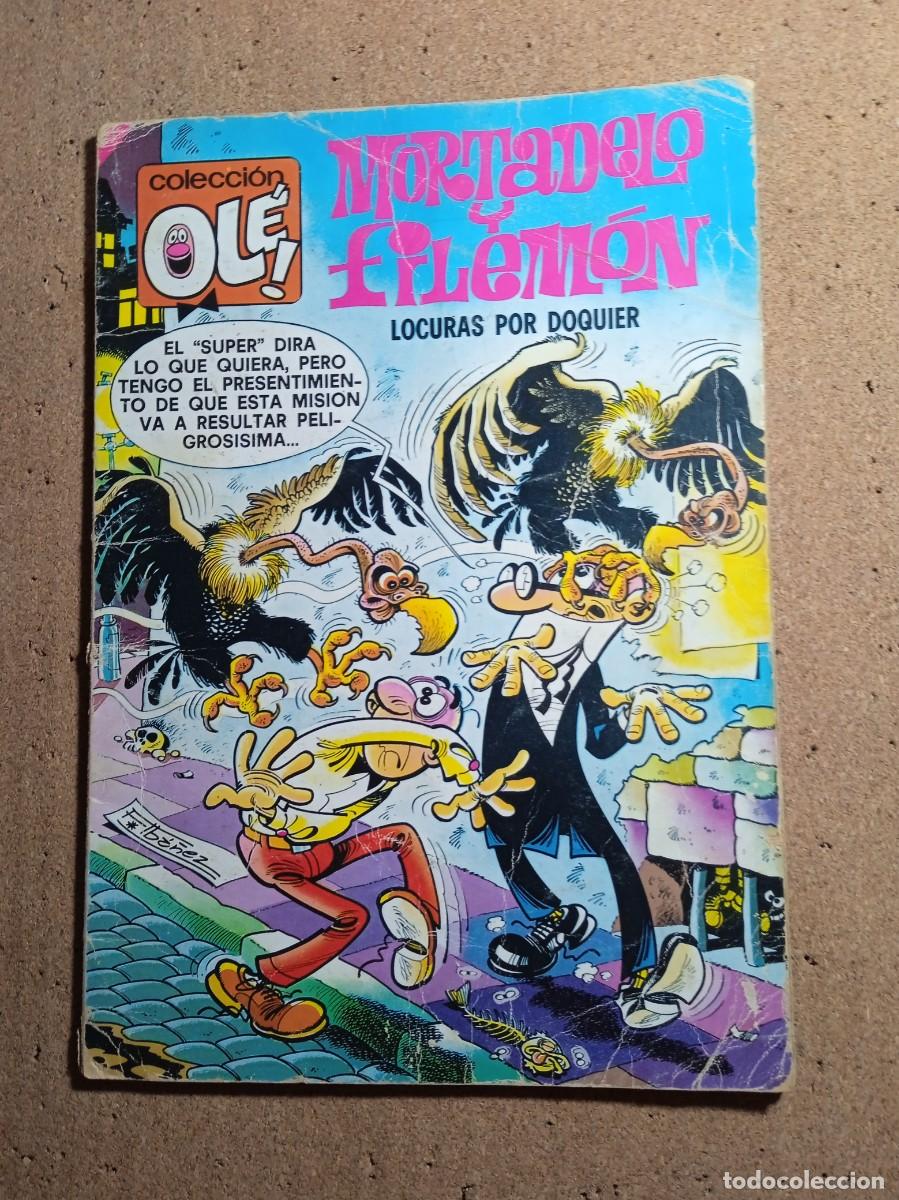 colección
OLÉ!
MORTADELO
Y
FILEMÓN
LOCURAS POR DOQUIER
EL "SUPER" DIRA
LO QUE QUIERA, PERO
TENGO EL PRESENTIMIEN-
TO DE QUE ESTA MISION
VA A RESULTAR PELI-
GROSISIMA...
F. Ibáñez
todocoleccion